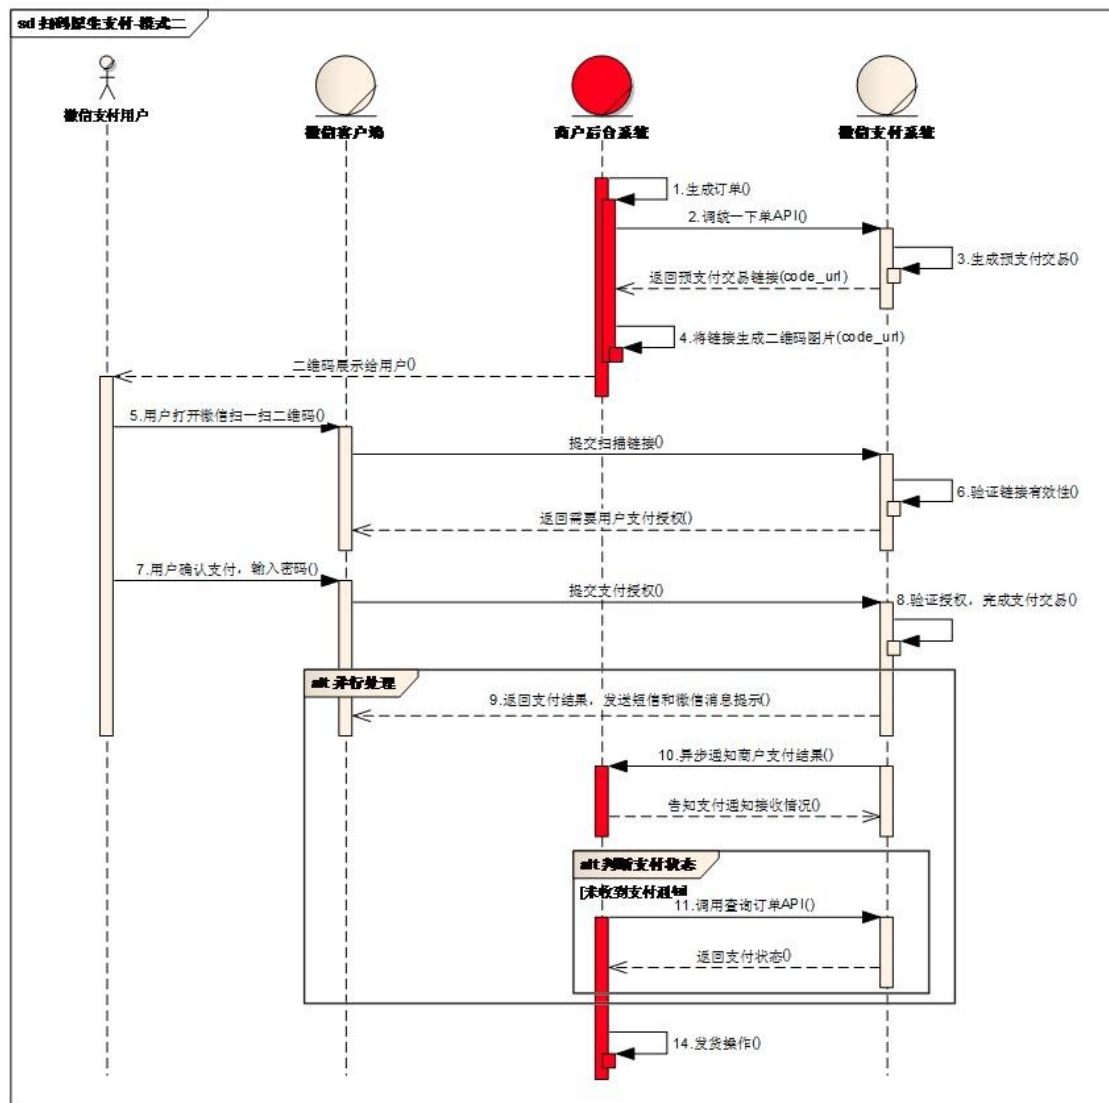 sd 扫码原生支付-模式二
微信支付用户
微信客户端
商户后台系统
微信支付系统
1.生成订单()
2.调统一下单API()
3.生成预支付交易()
返回预支付交易链接(code_url)
4.将链接生成二维码图片(code_url)
二维码展示给用户()
5.用户打开微信扫一扫二维码()
提交扫描链接()
6.验证链接有效性()
返回需要用户支付授权()
7.用户确认支付，输入密码()
提交支付授权()
8.验证授权，完成支付交易()
alt 并行处理
9.返回支付结果，发送短信和微信消息提示()
10.异步通知商户支付结果()
告知支付通知接收情况()
alt 判断支付状态
[未收到支付通知]
11.调用查询订单API()
返回支付状态()
14.发货操作()